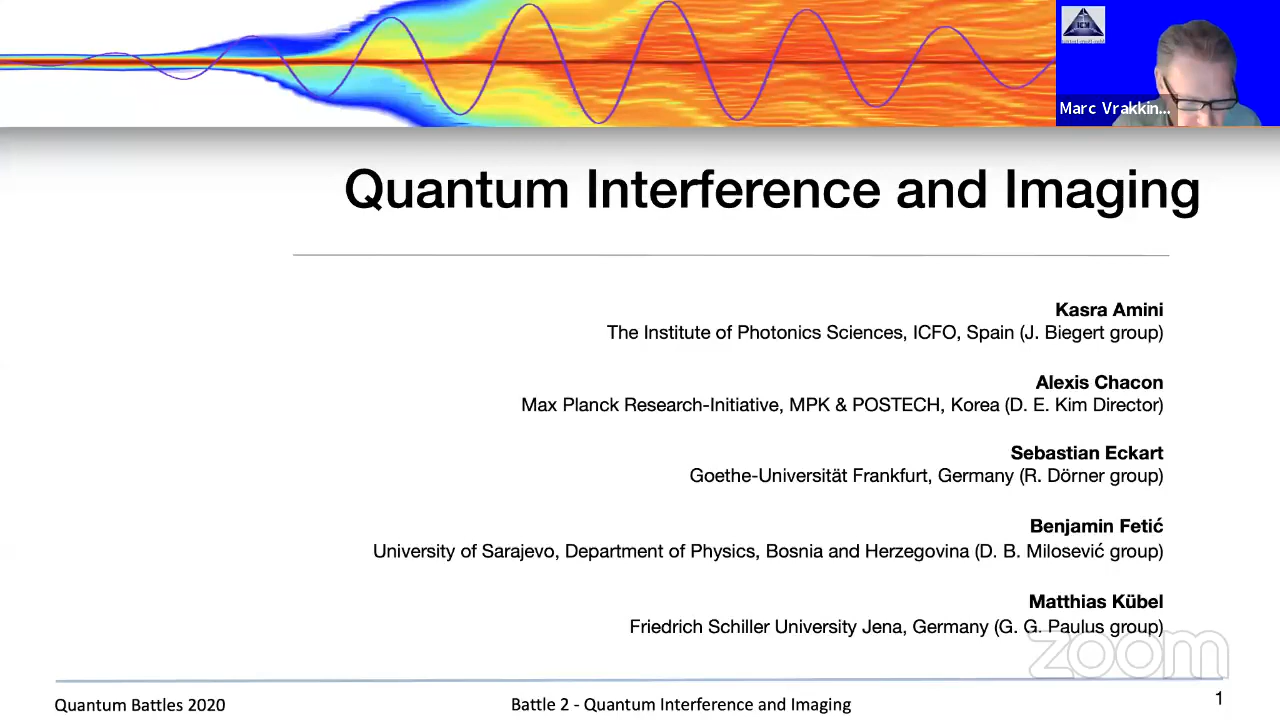 Marc Vrakkin...
Quantum Interference and Imaging
Kasra Amini
The Institute of Photonics Sciences, ICFO, Spain (J. Biegert group)
Alexis Chacon
Max Planck Research-Initiative, MPK & POSTECH, Korea (D. E. Kim Director)
Sebastian Eckart
Goethe-Universität Frankfurt, Germany (R. Dörner group)
Benjamin Fetić
University of Sarajevo, Department of Physics, Bosnia and Herzegovina (D. B. Milosević group)
Matthias Kübel
Friedrich Schiller University Jena, Germany (G. G. Paulus group)
zoom
Quantum Battles 2020
Battle 2 - Quantum Interference and Imaging
1